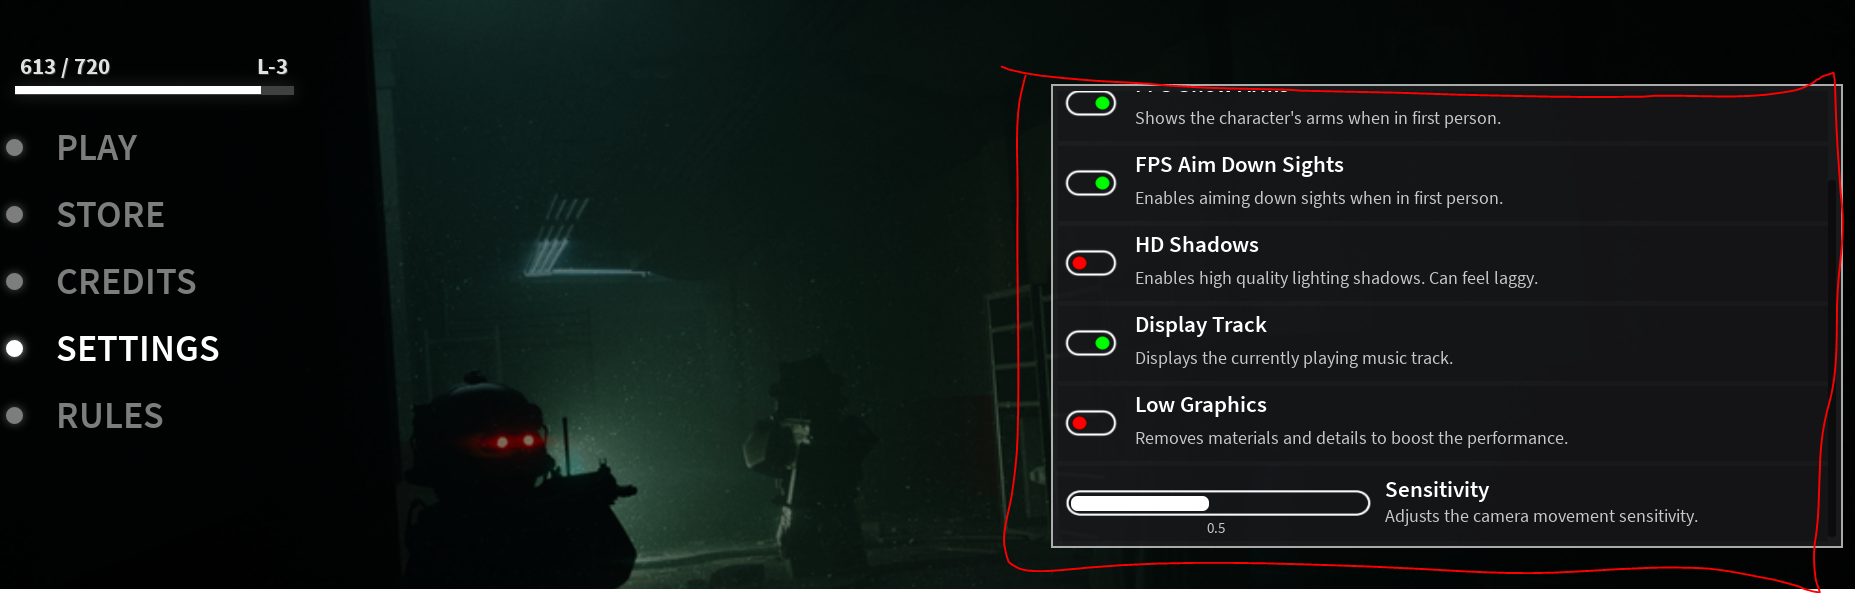 613 / 720
L-3
PLAY
STORE
CREDITS
SETTINGS
RULES
Shows the character's arms when in first person.
FPS Aim Down Sights
Enables aiming down sights when in first person.
HD Shadows
Enables high quality lighting shadows. Can feel laggy.
Display Track
Displays the currently playing music track.
Low Graphics
Removes materials and details to boost the performance.
Sensitivity
Adjusts the camera movement sensitivity.
0.5